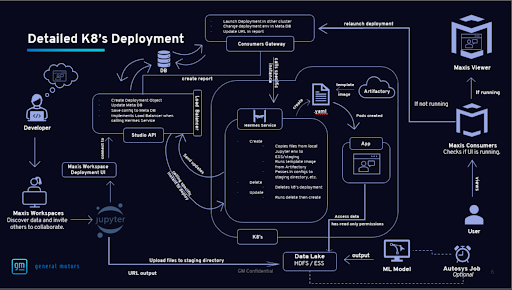 Detailed K8's Deployment
- Launch Deployment in other cluster
- Change deployment env in Meta DB
- Update URL in report
Consumers Gateway
relaunch deployment
Maxis Viewer
If running
If not running
Maxis Consumers
Checks if UI is running.
views
User
Autosys Job
Optional
DB
create report
- Create Deployment Object
- Update Meta DB
- Save config to Meta DB
- Implements Load Balancer when
calling Hermes Service
Studio API
Load Balancer
calls specific
instance
Hermes Service
Create
- Copies files from local
Jupyter env to
- Runs template image
from Artifactory
- Passes in configs to
staging directory, etc.
Delete
- Deletes K8's deployment
Update
- Runs delete then create
create
.yaml
template
image
Artifactory
Pods created
App
K8's
Send updates
Access data
has read only permissions
Data Lake
HDFS / ESS
output
ML Model
Developer
Maxis Workspaces
Discover data and invite
others to collaborate.
Maxis Workspace
Deployment UI
jupyter
Upload files to staging directory
URL output
gm
general motors
GM Confidential